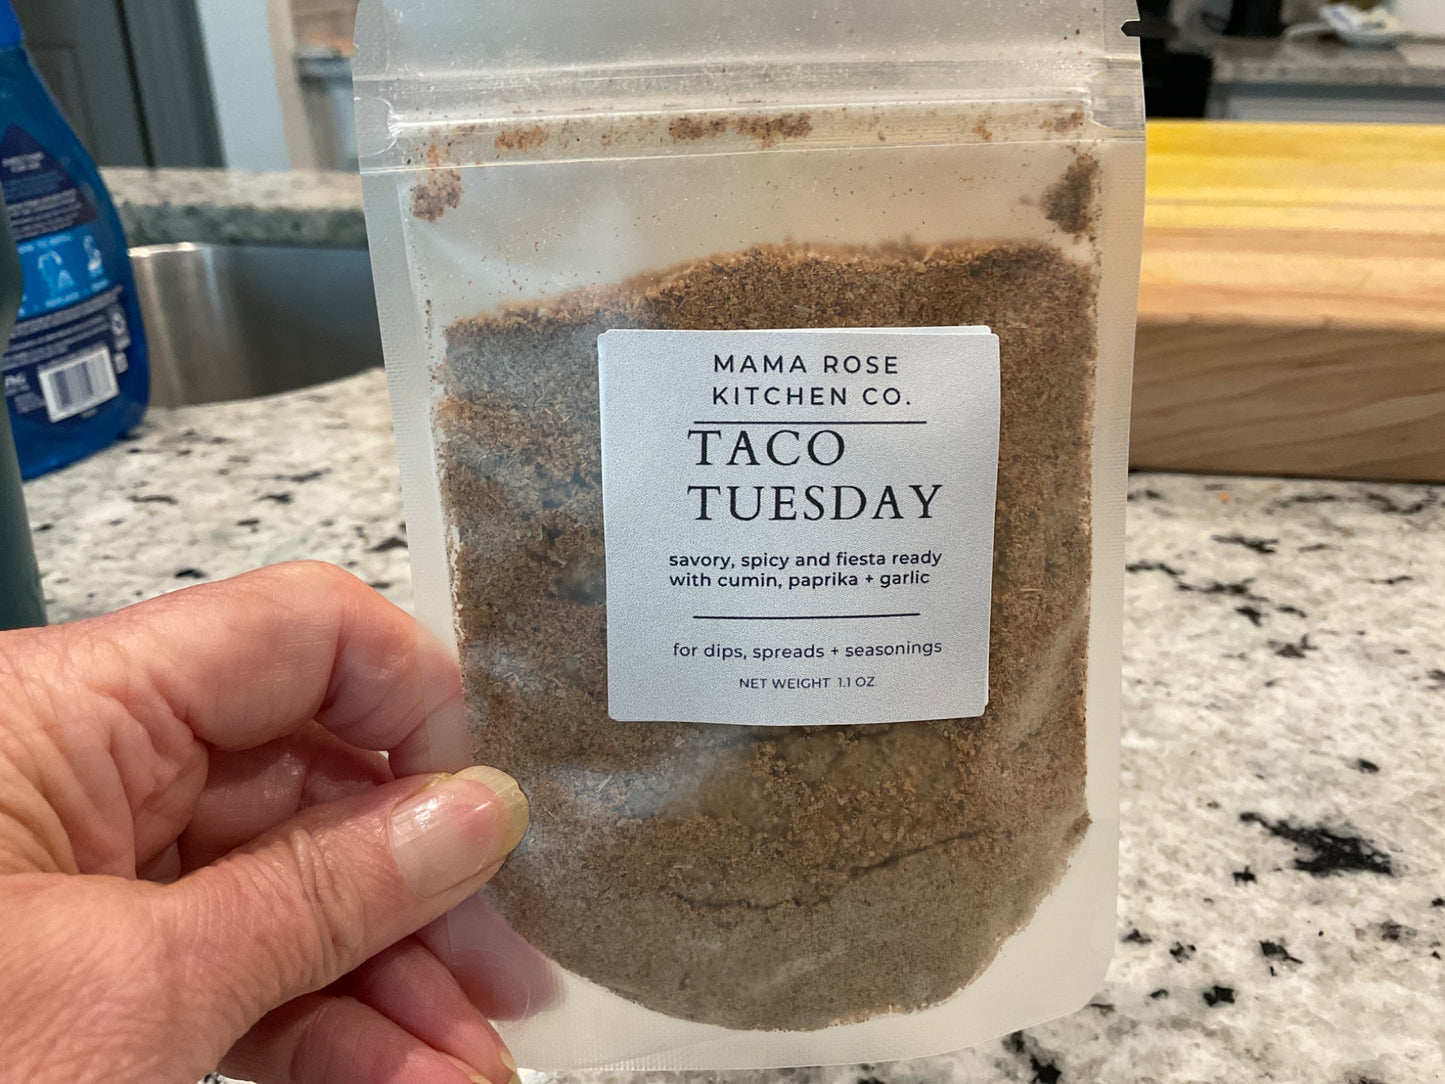 MAMA ROSE
KITCHEN CO.
TACO
TUESDAY
savory, spicy and fiesta ready
with cumin, paprika + garlic
for dips, spreads + seasonings
NET WEIGHT 1.1 OZ